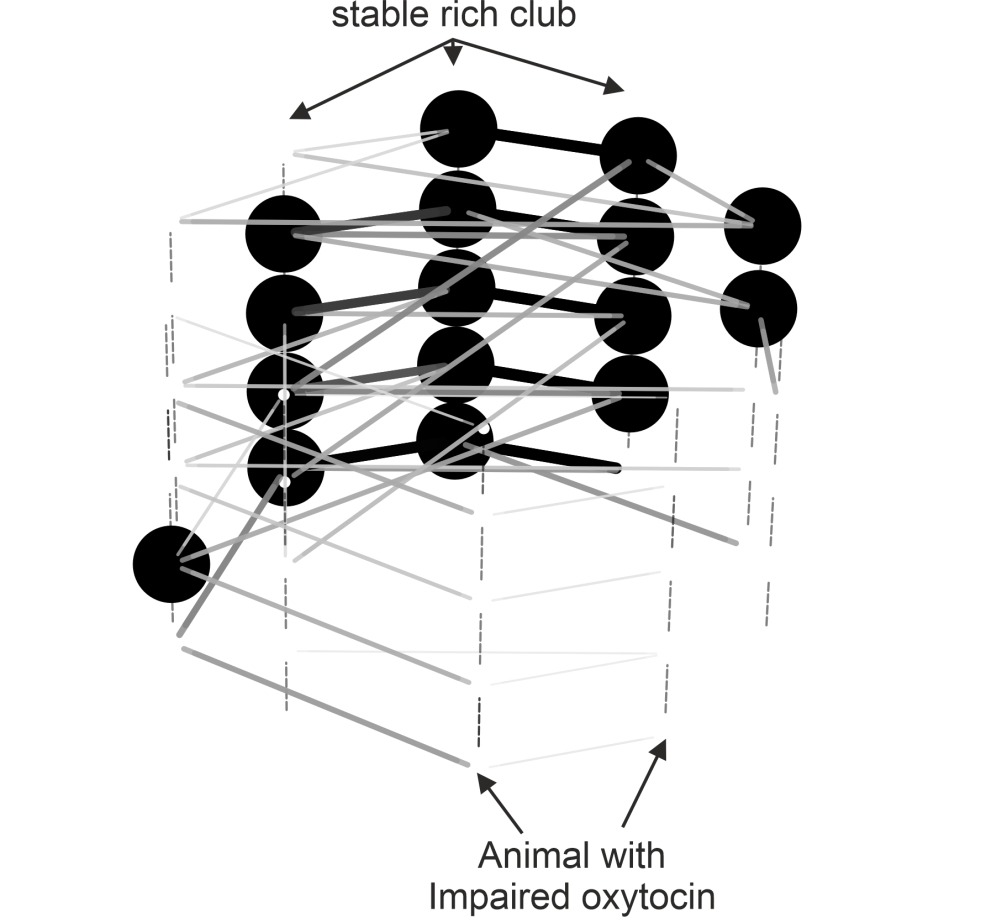 stable rich club
Animal with
Impaired oxytocin